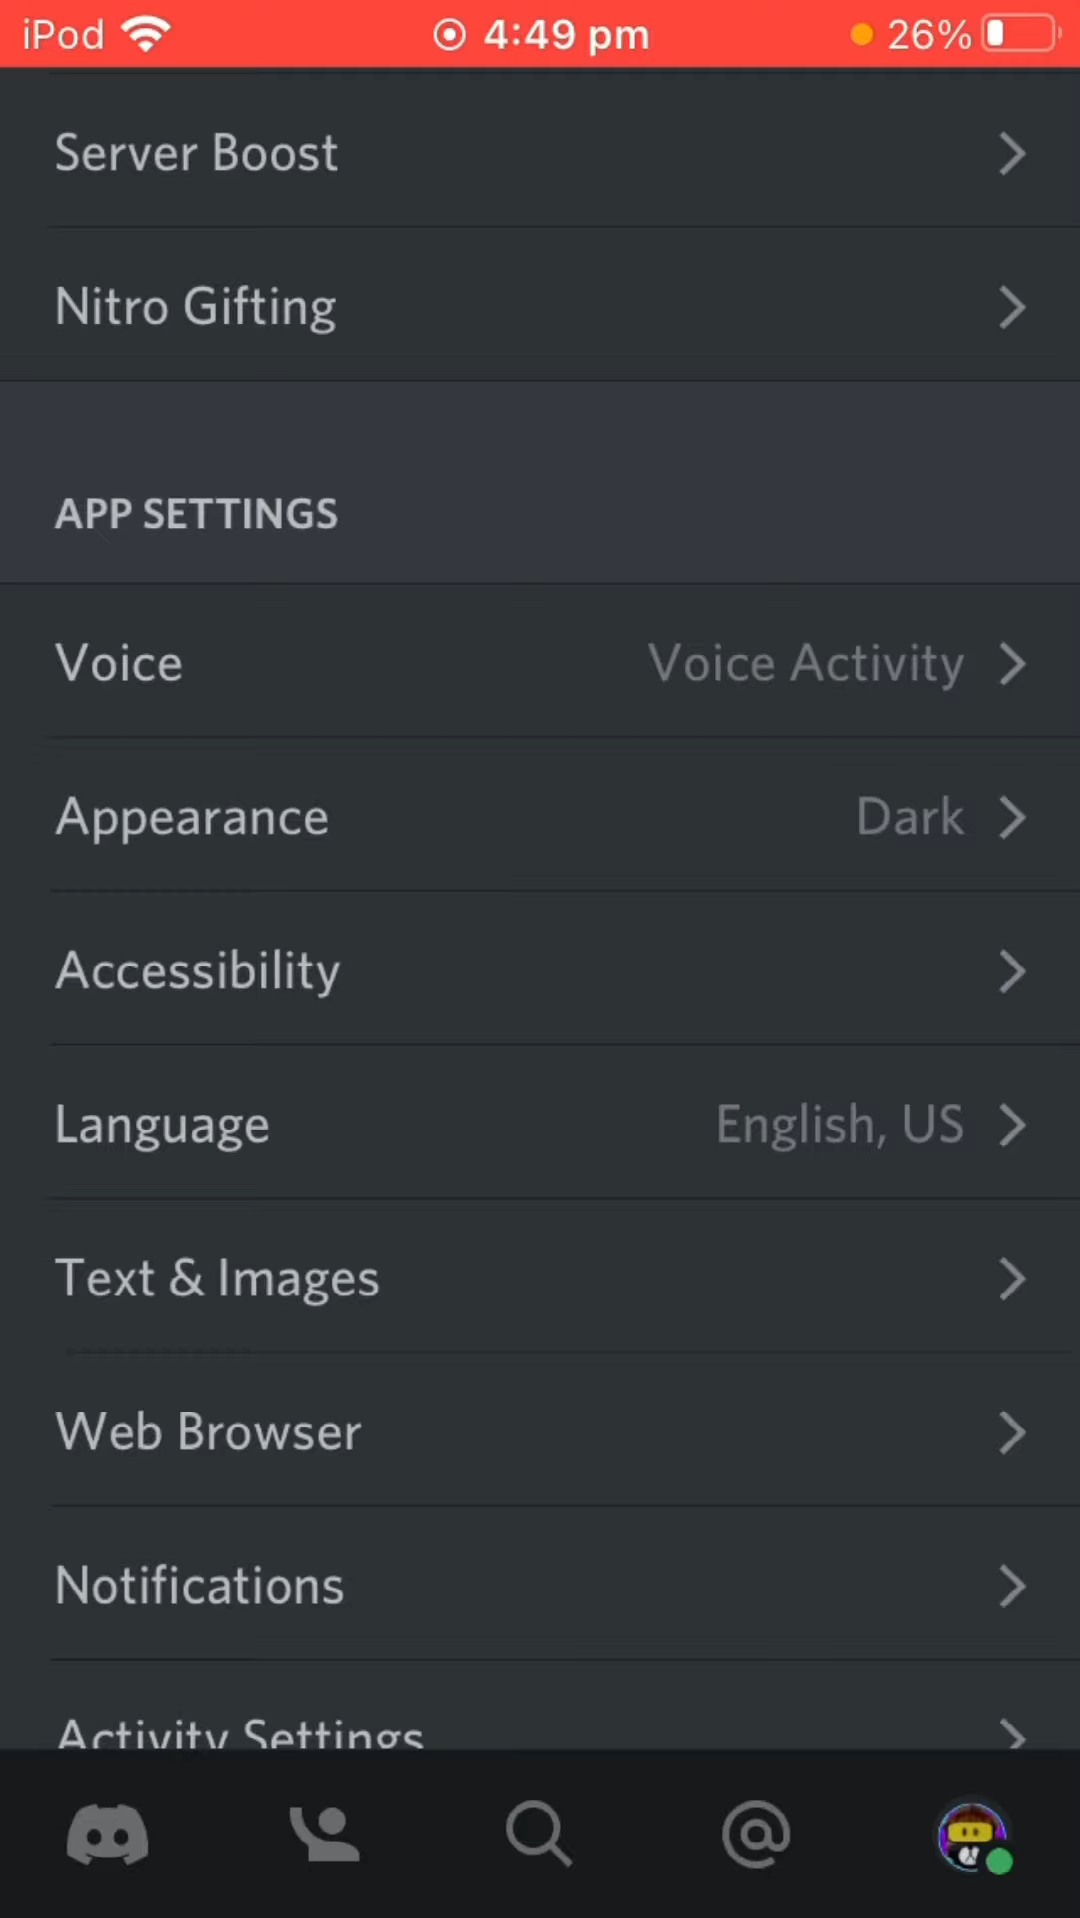 iPod 4:49 pm 26%
Server Boost
Nitro Gifting
APP SETTINGS
Voice Voice Activity
Appearance Dark
Accessibility
Language English, US
Text & Images
Web Browser
Notifications
Activity Settings